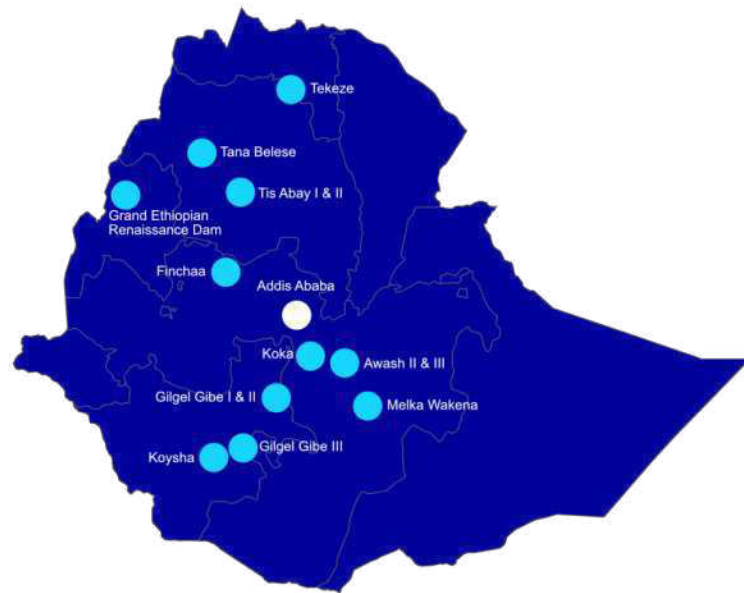 Tekeze
Tana Belese
Tis Abay I & II
Grand Ethiopian
Renaissance Dam
Finchaa
Addis Ababa
Koka
Awash II & III
Gilgel Gibe I & II
Melka Wakena
Gilgel Gibe III
Koysha